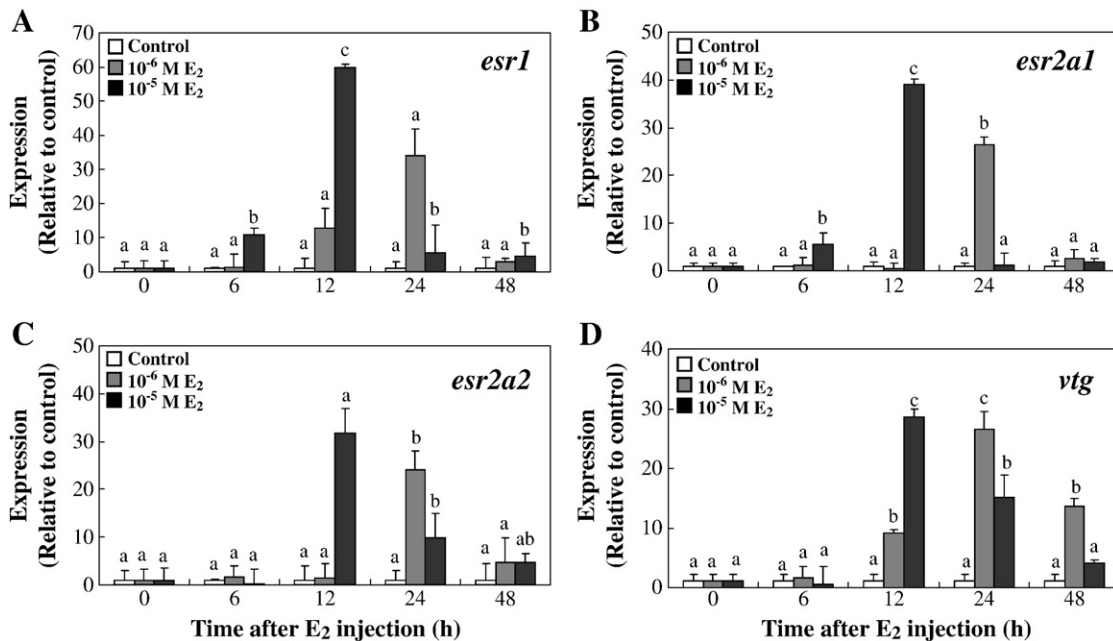 A
Expression
(Relative to control)
70
60
50
40
30
20
10
0
Control
10⁻⁶ M E₂
10⁻⁵ M E₂
esr1
a a a
a a b
a a c
a a b
a a b
0 6 12 24 48
B
Expression
(Relative to control)
50
40
30
20
10
0
Control
10⁻⁶ M E₂
10⁻⁵ M E₂
esr2a1
a a a
a a b
a a c
a b a
a a a
0 6 12 24 48
C
Expression
(Relative to control)
50
40
30
20
10
0
Control
10⁻⁶ M E₂
10⁻⁵ M E₂
esr2a2
a a a
a a a
a a a
a b b
a a ab
0 6 12 24 48
Time after E₂ injection (h)
D
Expression
(Relative to control)
40
30
20
10
0
Control
10⁻⁶ M E₂
10⁻⁵ M E₂
vtg
a a a
a a a
a b c
a c b
a b a
0 6 12 24 48
Time after E₂ injection (h)